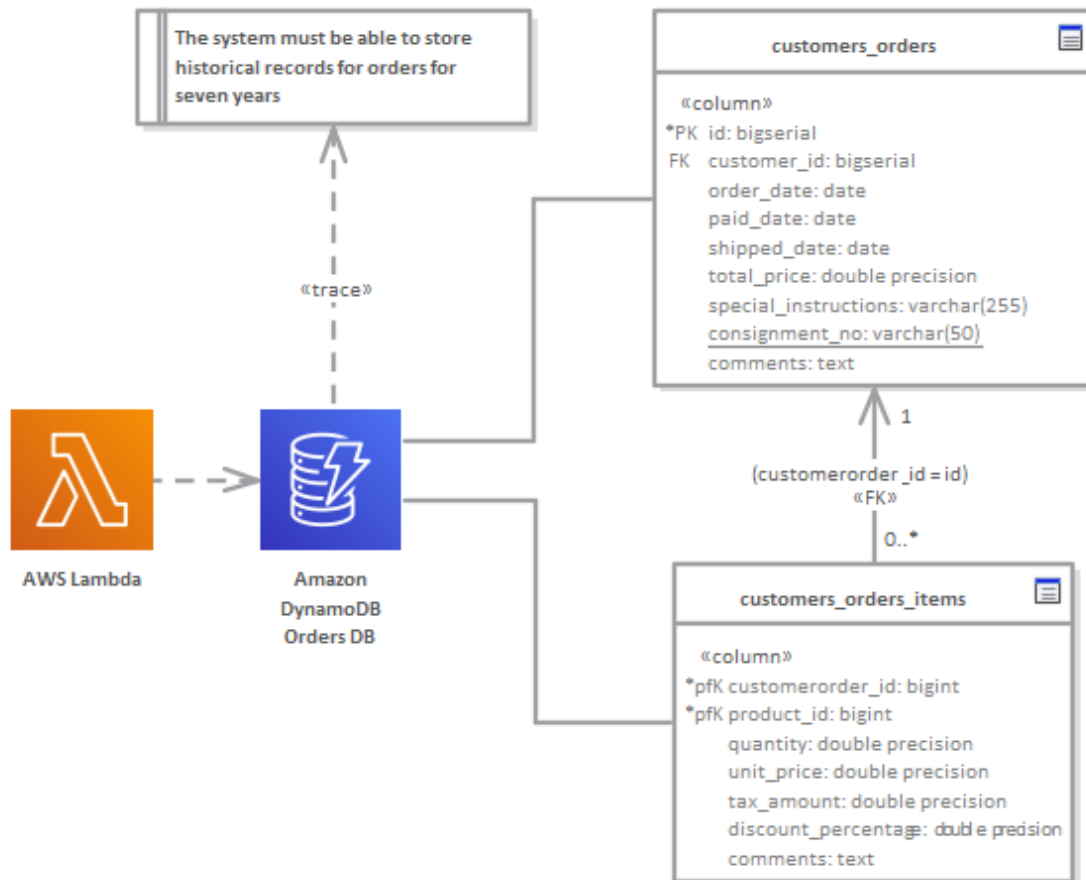 The system must be able to store
historical records for orders for
seven years
customers_orders
«column»
*PK id: bigserial
FK customer_id: bigserial
order_date: date
paid_date: date
shipped_date: date
total_price: double precision
special_instructions: varchar(255)
consignment_no: varchar(50)
comments: text
«trace»
1
(customerorder_id = id)
«FK»
0..*
AWS Lambda
Amazon
DynamoDB
Orders DB
customers_orders_items
«column»
*pfK customerorder_id: bigint
*pfK product_id: bigint
quantity: double precision
unit_price: double precision
tax_amount: double precision
discount_percentage: double precision
comments: text